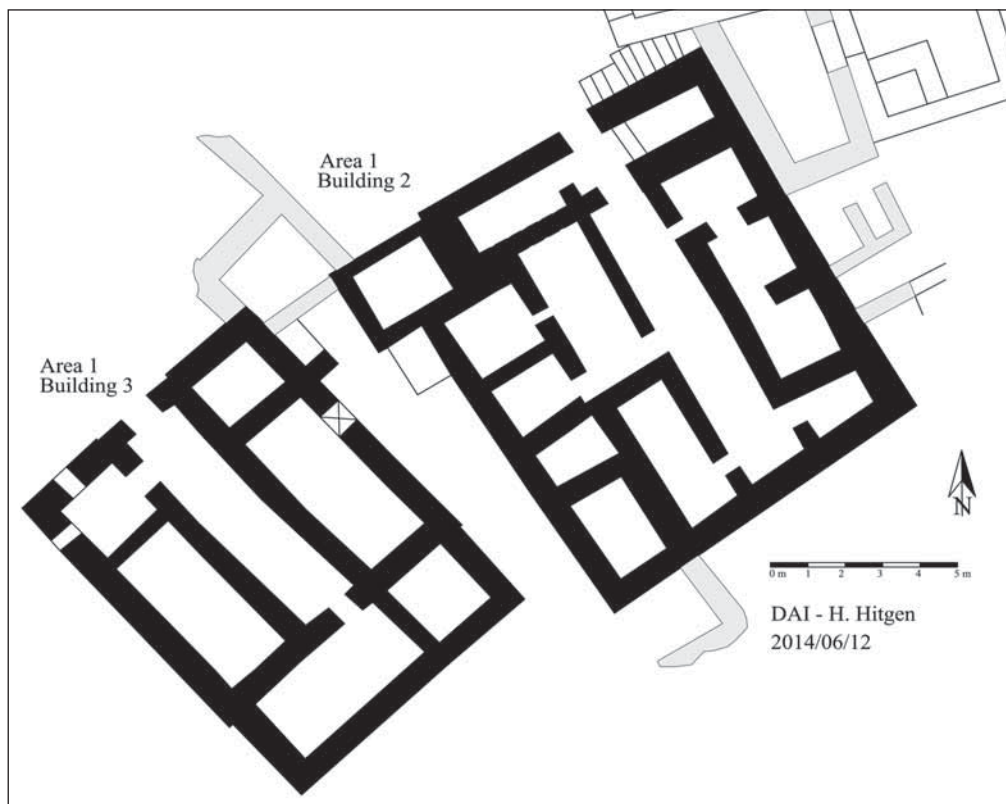 Area 1
Building 2
Area 1
Building 3
N
0 m 1 2 3 4 5 m
DAI - H. Hitgen
2014/06/12